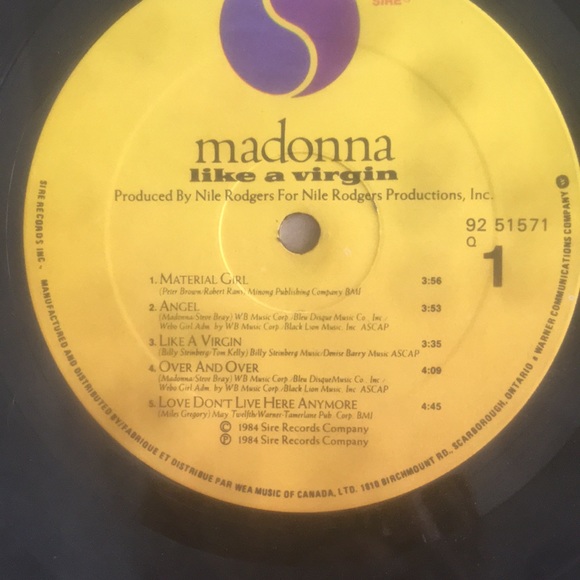 SIRE®
madonna
like a virgin
Produced By Nile Rodgers For Nile Rodgers Productions, Inc.
92 51571
Q
1
1. MATERIAL GIRL 3:56
(Peter Brown-Robert Rans) Minong Publishing Company BMI
2. ANGEL 3:53
(Madonna/Steve Bray) WB Music Corp./Bleu Disque Music Co., Inc./
Webo Girl Adm. by WB Music Corp./Black Lion Music Inc. ASCAP
3. LIKE A VIRGIN 3:35
(Billy Steinberg/Tom Kelly) Billy Steinberg Music/Denise Barry Music ASCAP
4. OVER AND OVER 4:09
(Madonna/Steve Bray) WB Music Corp./Bleu DisqueMusic Co., Inc./
Webo Girl Adm. by WB Music Corp./Black Lion Music Inc. ASCAP
5. LOVE DON'T LIVE HERE ANYMORE 4:45
(Miles Gregory) May Twelfth/Warner-Tamerlane Pub. Corp. BMI
© 1984 Sire Records Company
℗ 1984 Sire Records Company
SIRE RECORDS INC - MANUFACTURED AND DISTRIBUTED BY/FABRIQUE ET DISTRIBUE PAR WEA MUSIC OF CANADA, LTD. 1810 BIRCHMOUNT RD., SCARBOROUGH, ONTARIO • WARNER COMMUNICATIONS COMPANY